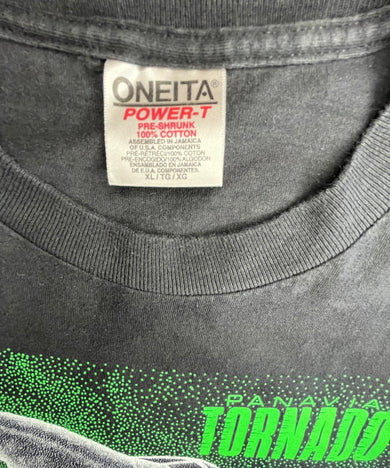 ONEITA®
POWER-T
PRE-SHRUNK
100% COTTON
ASSEMBLED IN JAMAICA
OF U.S.A. COMPONENTS
PRE-RETRECI/100% COTON
PRE-ENCOGIDO/100% ALGODON
ENSAMBLADO EN JAMAICA
DE E.U.A. COMPONENTES.
XL / TG / XG
PANAVIA
TORNADO